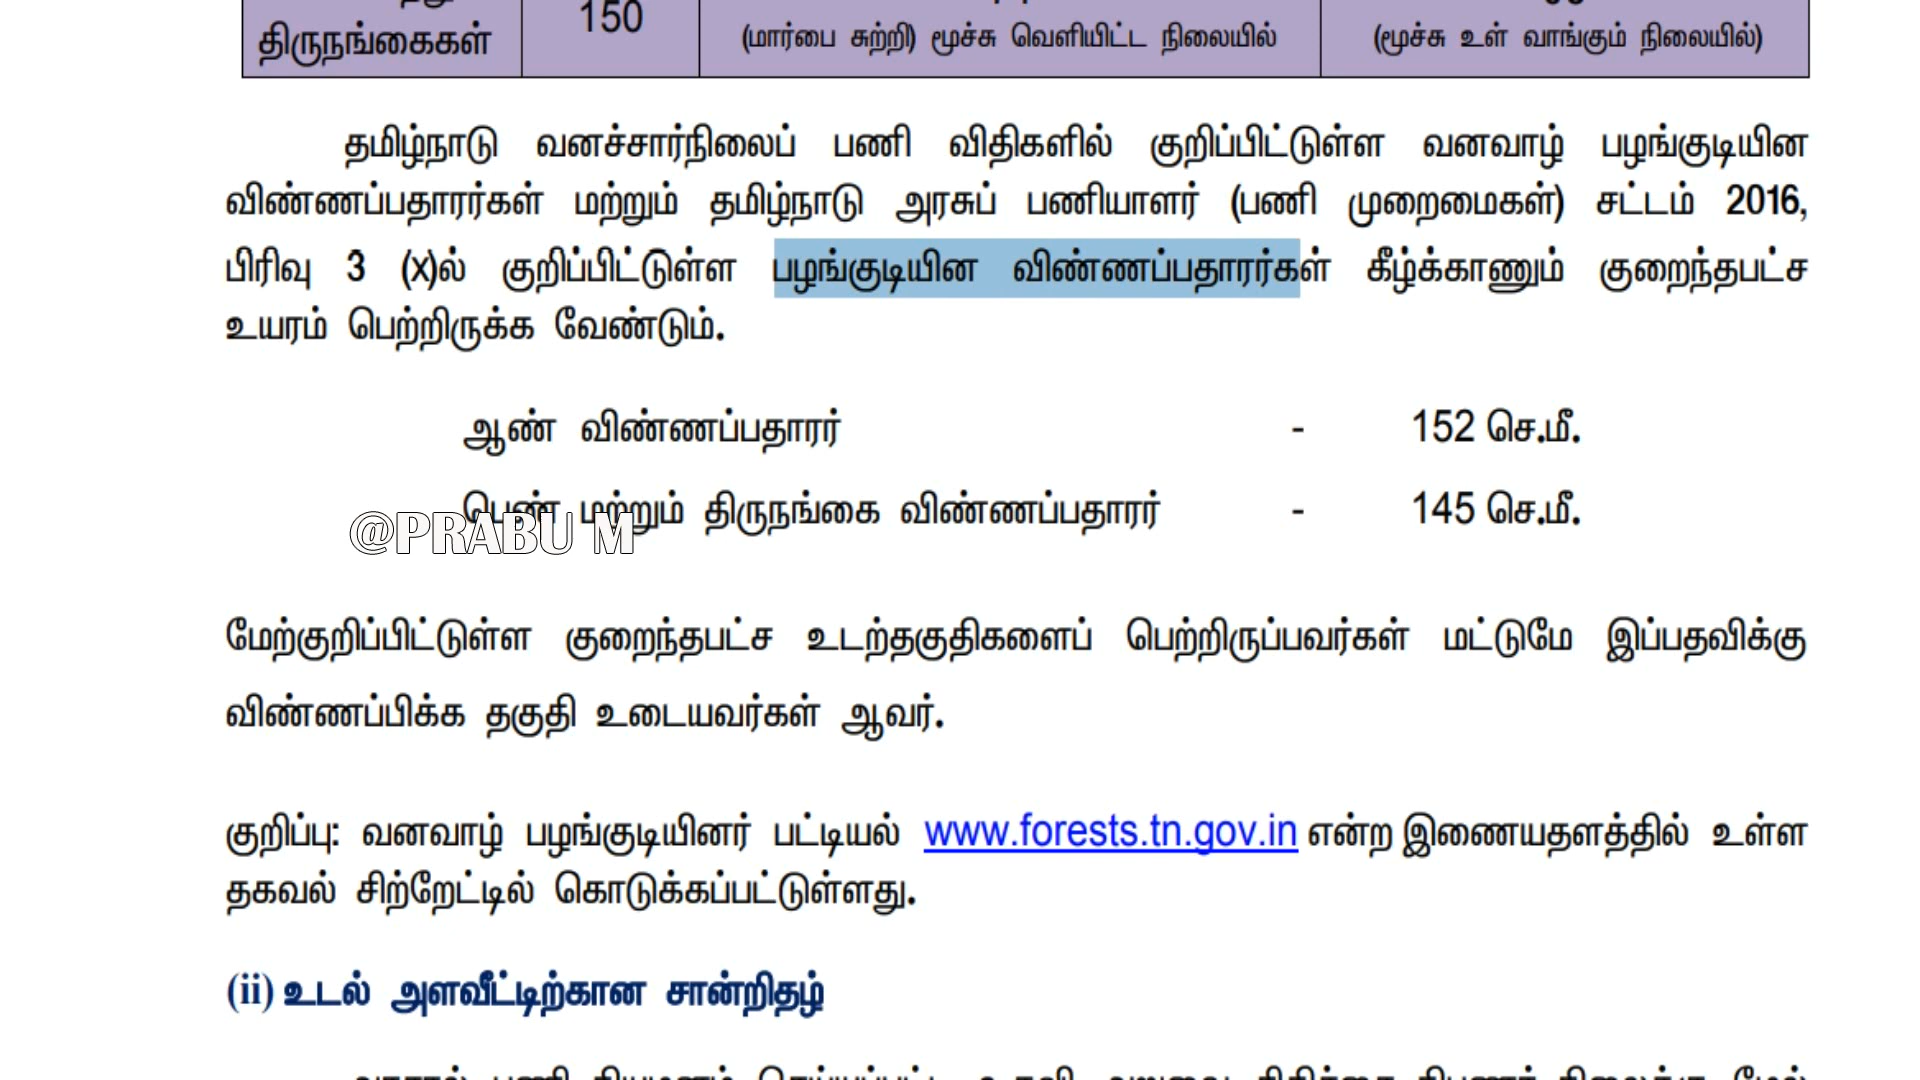 திருநங்கைகள் 150 (மார்பை சுற்றி) மூச்சு வெளியிட்ட நிலையில் (மூச்சு உள் வாங்கும் நிலையில்)
தமிழ்நாடு வனச்சார்நிலைப் பணி விதிகளில் குறிப்பிட்டுள்ள வனவாழ் பழங்குடியின
விண்ணப்பதாரர்கள் மற்றும் தமிழ்நாடு அரசுப் பணியாளர் (பணி முறைமைகள்) சட்டம் 2016,
பிரிவு 3 (x)ல் குறிப்பிட்டுள்ள பழங்குடியின விண்ணப்பதாரர்கள் கீழ்க்காணும் குறைந்தபட்ச
உயரம் பெற்றிருக்க வேண்டும்.
ஆண் விண்ணப்பதாரர் - 152 செ.மீ.
பெண் மற்றும் திருநங்கை விண்ணப்பதாரர் - 145 செ.மீ.
@PRABU M
மேற்குறிப்பிட்டுள்ள குறைந்தபட்ச உடற்தகுதிகளைப் பெற்றிருப்பவர்கள் மட்டுமே இப்பதவிக்கு
விண்ணப்பிக்க தகுதி உடையவர்கள் ஆவர்.
குறிப்பு: வனவாழ் பழங்குடியினர் பட்டியல் www.forests.tn.gov.in என்ற இணையதளத்தில் உள்ள
தகவல் சிற்றேட்டில் கொடுக்கப்பட்டுள்ளது.
(ii) உடல் அளவீட்டிற்கான சான்றிதழ்